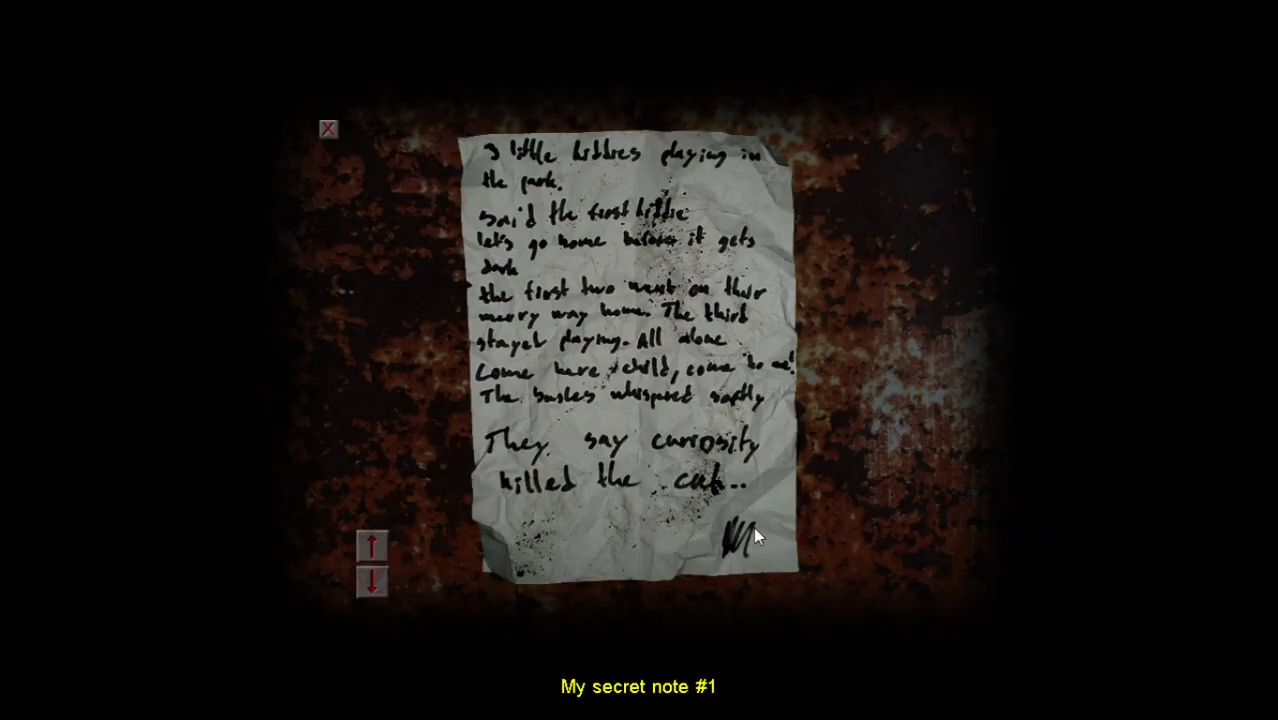 3 little kiddies playing in
the park.
said the first kiddie
let's go home before it gets
dark
the first two went on their
merry way home. The third
stayed playing. All alone
Come here child, come to me!
The bushes whispered softly
They say curiosity
killed the cat..
My secret note #1